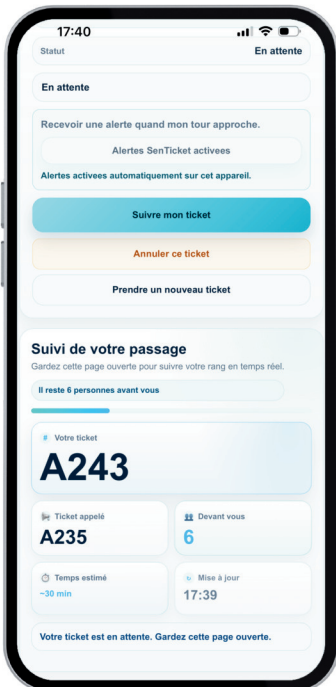 17:40
Statut
En attente
En attente
Recevoir une alerte quand mon tour approche.
Alertes SenTicket activees
Alertes activees automatiquement sur cet appareil.
Suivre mon ticket
Annuler ce ticket
Prendre un nouveau ticket
Suivi de votre passage
Gardez cette page ouverte pour suivre votre rang en temps réel.
Il reste 6 personnes avant vous
# Votre ticket
A243
Ticket appelé
A235
Devant vous
6
Temps estimé
~30 min
Mise à jour
17:39
Votre ticket est en attente. Gardez cette page ouverte.